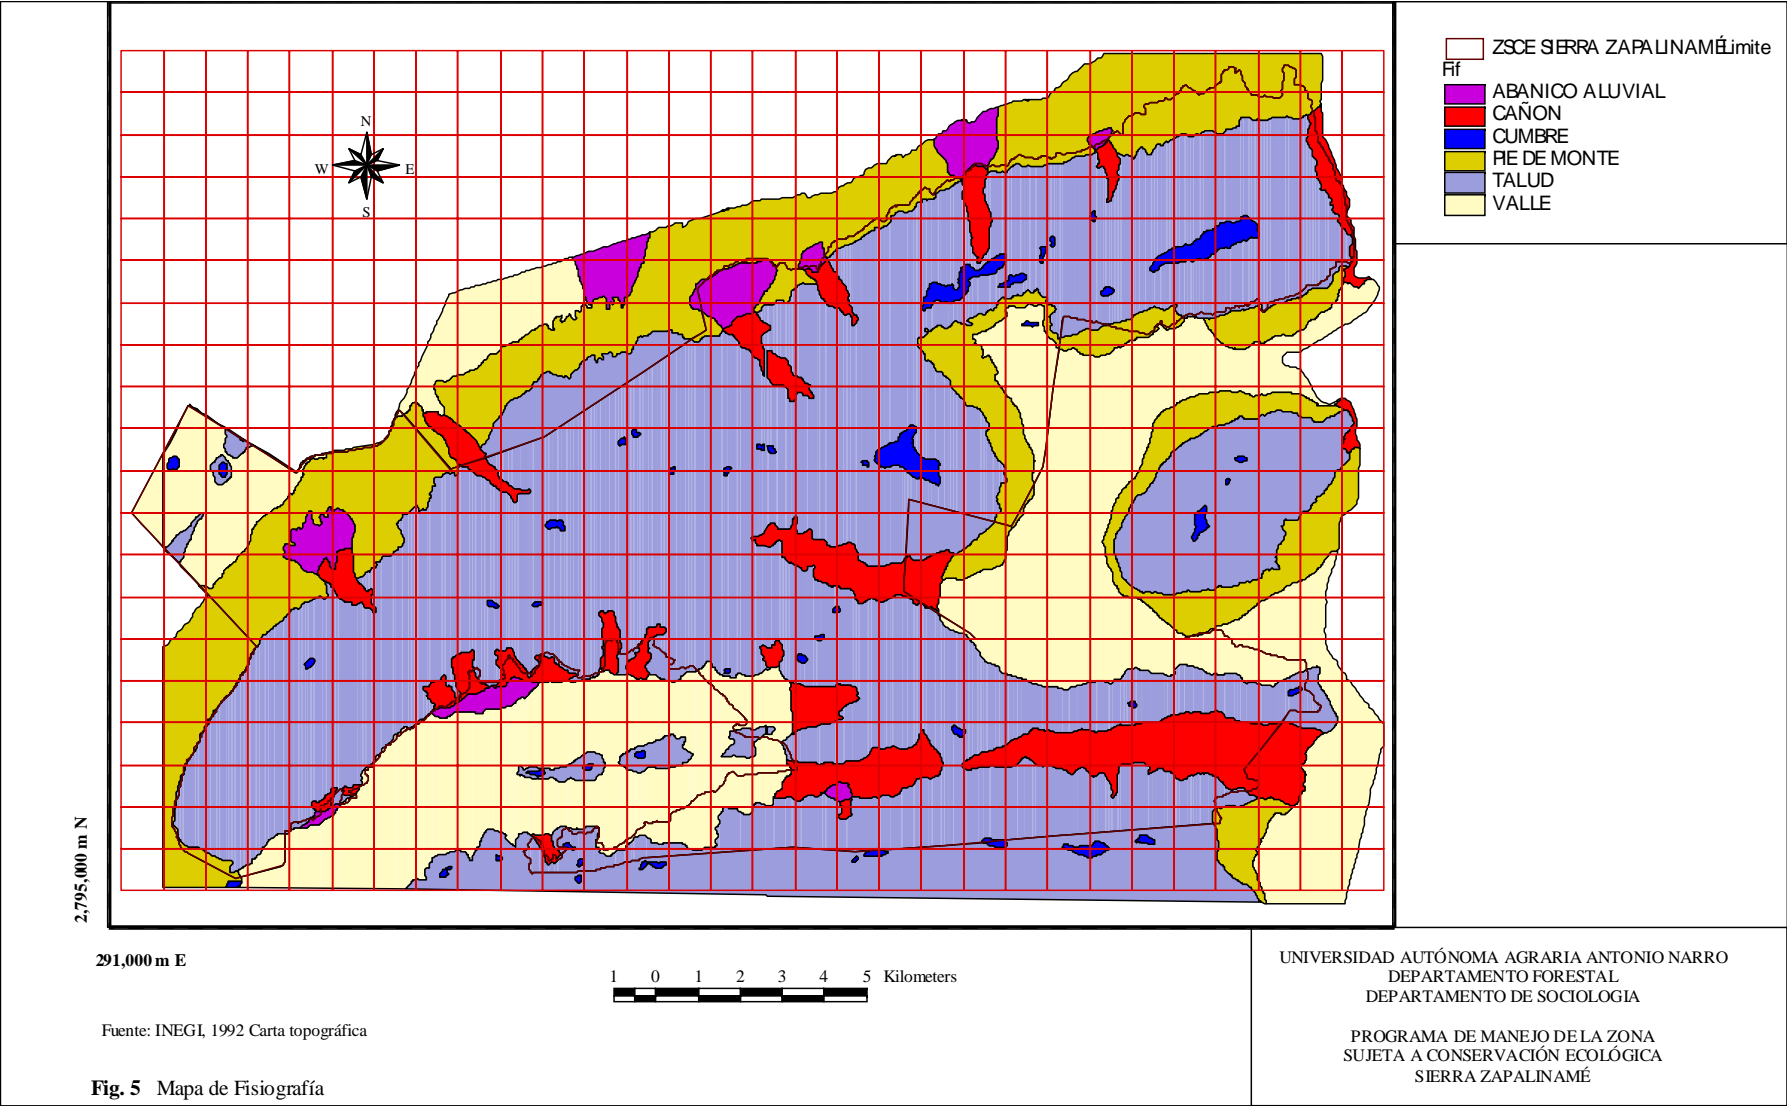 ZSCE SIERRA ZAPALINAMÉLimite
Fif
ABANICO ALUVIAL
CAÑON
CUMBRE
PIE DE MONTE
TALUD
VALLE
N
W E
S
2,795,000 m N
291,000 m E
1 0 1 2 3 4 5 Kilometers
Fuente: INEGI, 1992 Carta topográfica
Fig. 5 Mapa de Fisiografía
UNIVERSIDAD AUTÓNOMA AGRARIA ANTONIO NARRO
DEPARTAMENTO FORESTAL
DEPARTAMENTO DE SOCIOLOGIA
PROGRAMA DE MANEJO DE LA ZONA
SUJETA A CONSERVACIÓN ECOLÓGICA
SIERRA ZAPALINAMÉ